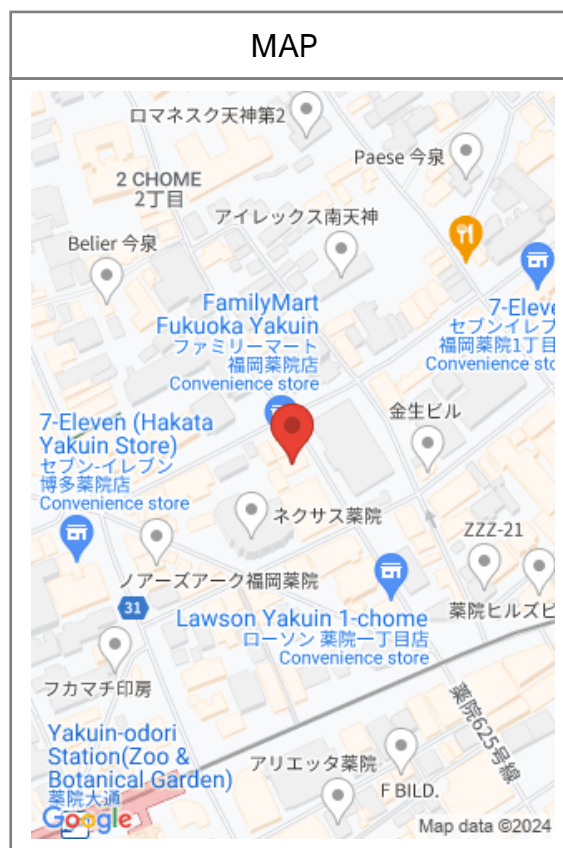 MAP
ロマネスク天神第2
Paese 今泉
2 CHOME
2丁目
アイレックス南天神
Belier 今泉
FamilyMart
Fukuoka Yakuin
ファミリーマート
福岡薬院店
Convenience store
7-Eleve
セブンイレブ
福岡薬院1丁目
Convenience sto
7-Eleven (Hakata
Yakuin Store)
セブン-イレブン
博多薬院店
Convenience store
金生ビル
ネクサス薬院
ZZZ-21
ノアーズアーク福岡薬院
31
薬院ヒルズビ
Lawson Yakuin 1-chome
ローソン 薬院一丁目店
Convenience store
フカマチ印房
薬院625号線
Yakuin-odori
Station(Zoo &
Botanical Garden)
薬院大通
アリエッタ薬院
F BILD.
Google
Map data ©2024